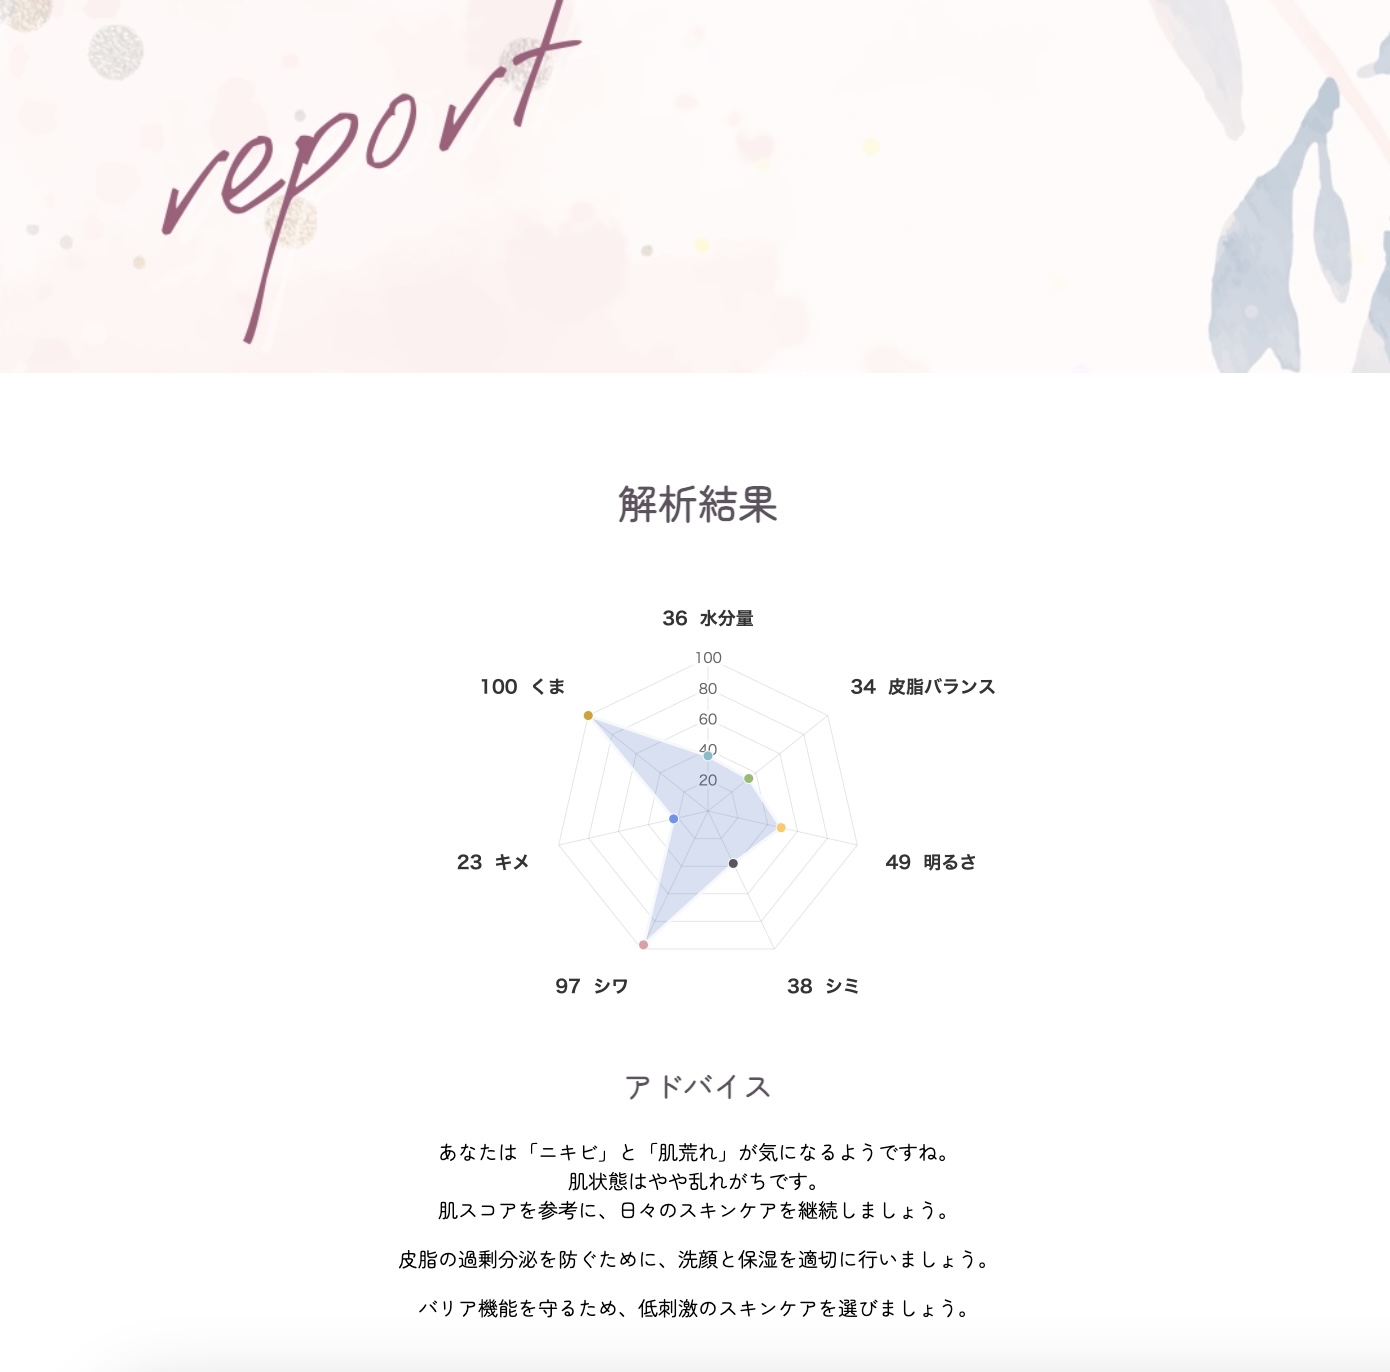 report
解析結果
36 水分量
100 くま
34 皮脂バランス
100
80
60
40
20
23 キメ
49 明るさ
97 シワ
38 シミ
アドバイス
あなたは「ニキビ」と「肌荒れ」が気になるようですね。
肌状態はやや乱れがちです。
肌スコアを参考に、日々のスキンケアを継続しましょう。
皮脂の過剰分泌を防ぐために、洗顔と保湿を適切に行いましょう。
バリア機能を守るため、低刺激のスキンケアを選びましょう。